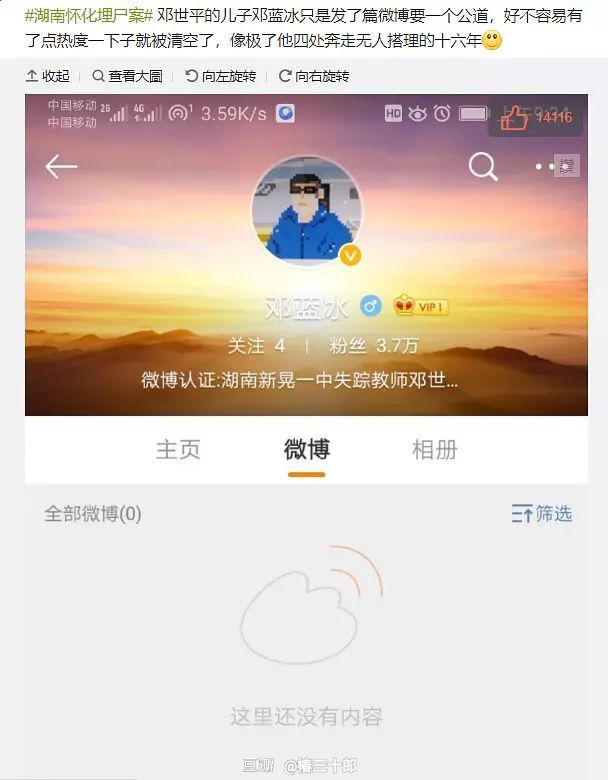 #湖南怀化埋尸案# 邓世平的儿子邓蓝冰只是发了篇微博要一个公道，好不容易有
了点热度一下子就被清空了，像极了他四处奔走无人搭理的十六年
收起 查看大圖 向左旋转 向右旋转
中国移动 2G 4G 1 3.59K/s HD
中国移动
14116
讚
V
邓蓝冰 VIP 1
关注 4 | 粉丝 3.7万
微博认证:湖南新晃一中失踪教师邓世...
主页 微博 相册
全部微博(0) 筛选
这里还没有内容
豆瓣 @椿三十郎